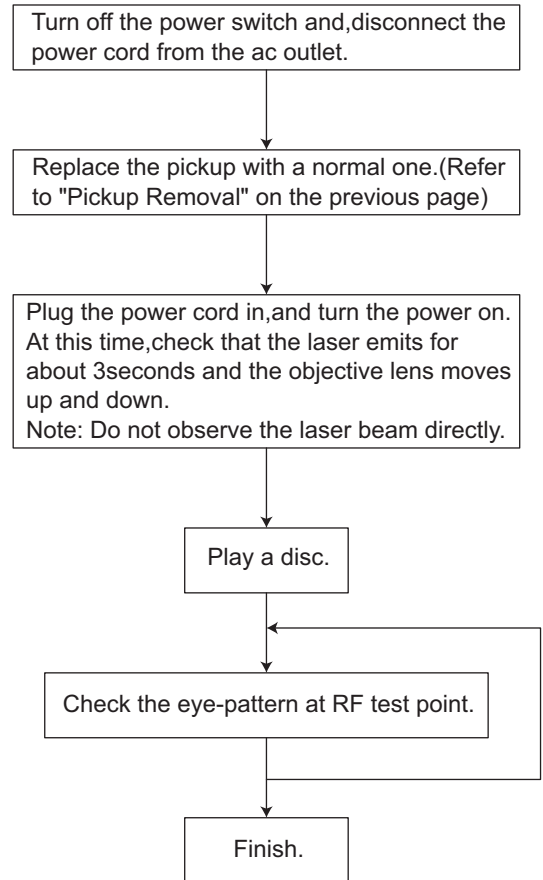 Turn off the power switch and,disconnect the
power cord from the ac outlet.
Replace the pickup with a normal one.(Refer
to "Pickup Removal" on the previous page)
Plug the power cord in,and turn the power on.
At this time,check that the laser emits for
about 3seconds and the objective lens moves
up and down.
Note: Do not observe the laser beam directly.
Play a disc.
Check the eye-pattern at RF test point.
Finish.